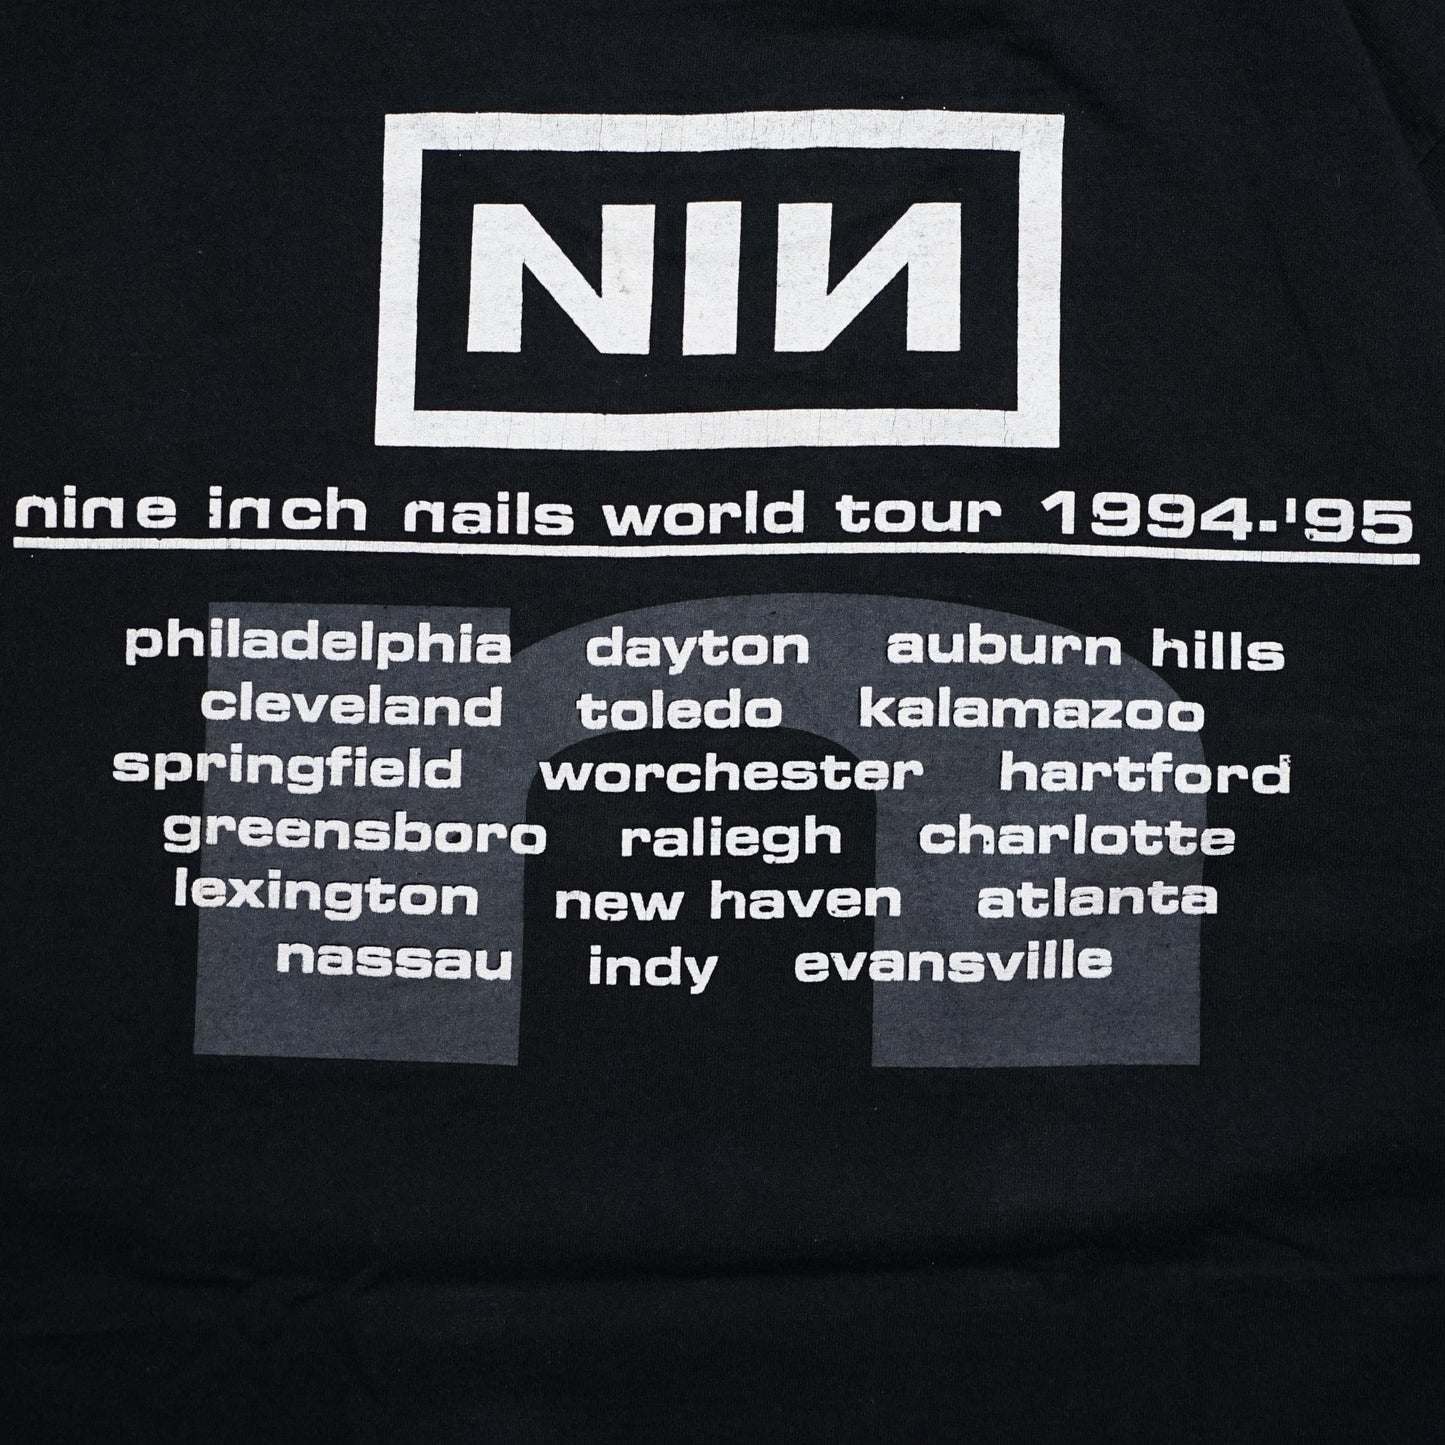 NIN
nine inch nails world tour 1994-'95
philadelphia dayton auburn hills
cleveland toledo kalamazoo
springfield worchester hartford
greensboro raliegh charlotte
lexington new haven atlanta
nassau indy evansville